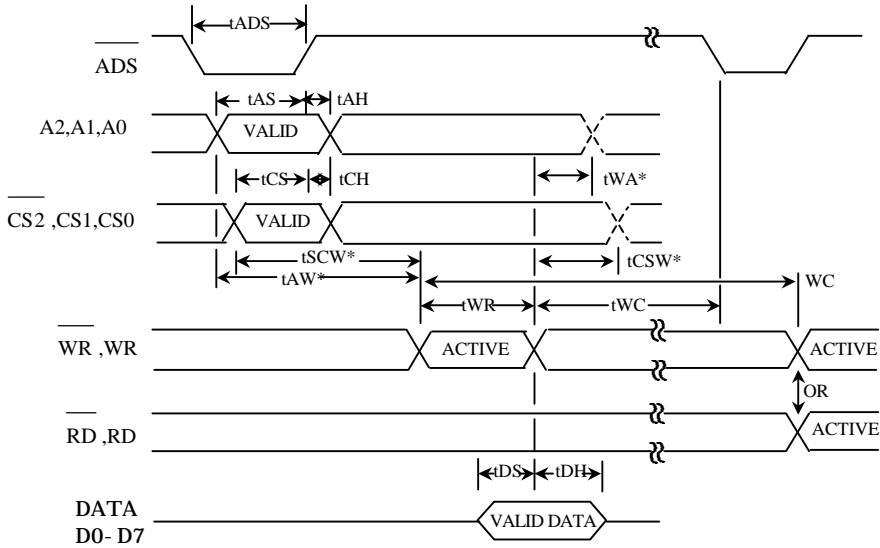 tADS
ADS
tAS tAH
A2,A1,A0 VALID
tCS tCH tWA*
CS2 ,CS1,CS0 VALID
tSCW* tCSW*
tAW* WC
tWR tWC
WR ,WR ACTIVE ACTIVE
OR
RD ,RD ACTIVE
tDS tDH
DATA
D0- D7 VALID DATA